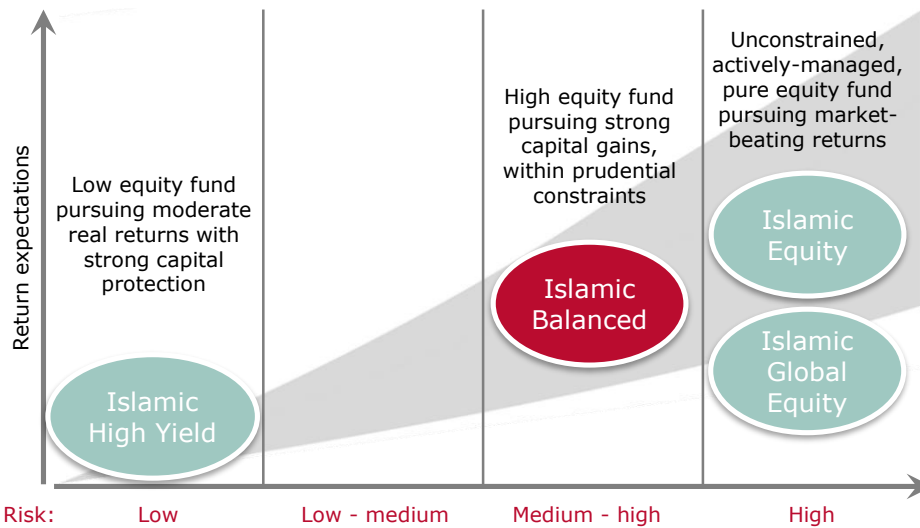 Return expectations
Low equity fund
pursuing moderate
real returns with
strong capital
protection
High equity fund
pursuing strong
capital gains,
within prudential
constraints
Unconstrained,
actively-managed,
pure equity fund
pursuing market-
beating returns
Islamic
High Yield
Islamic
Balanced
Islamic
Equity
Islamic
Global
Equity
Risk: Low Low - medium Medium - high High